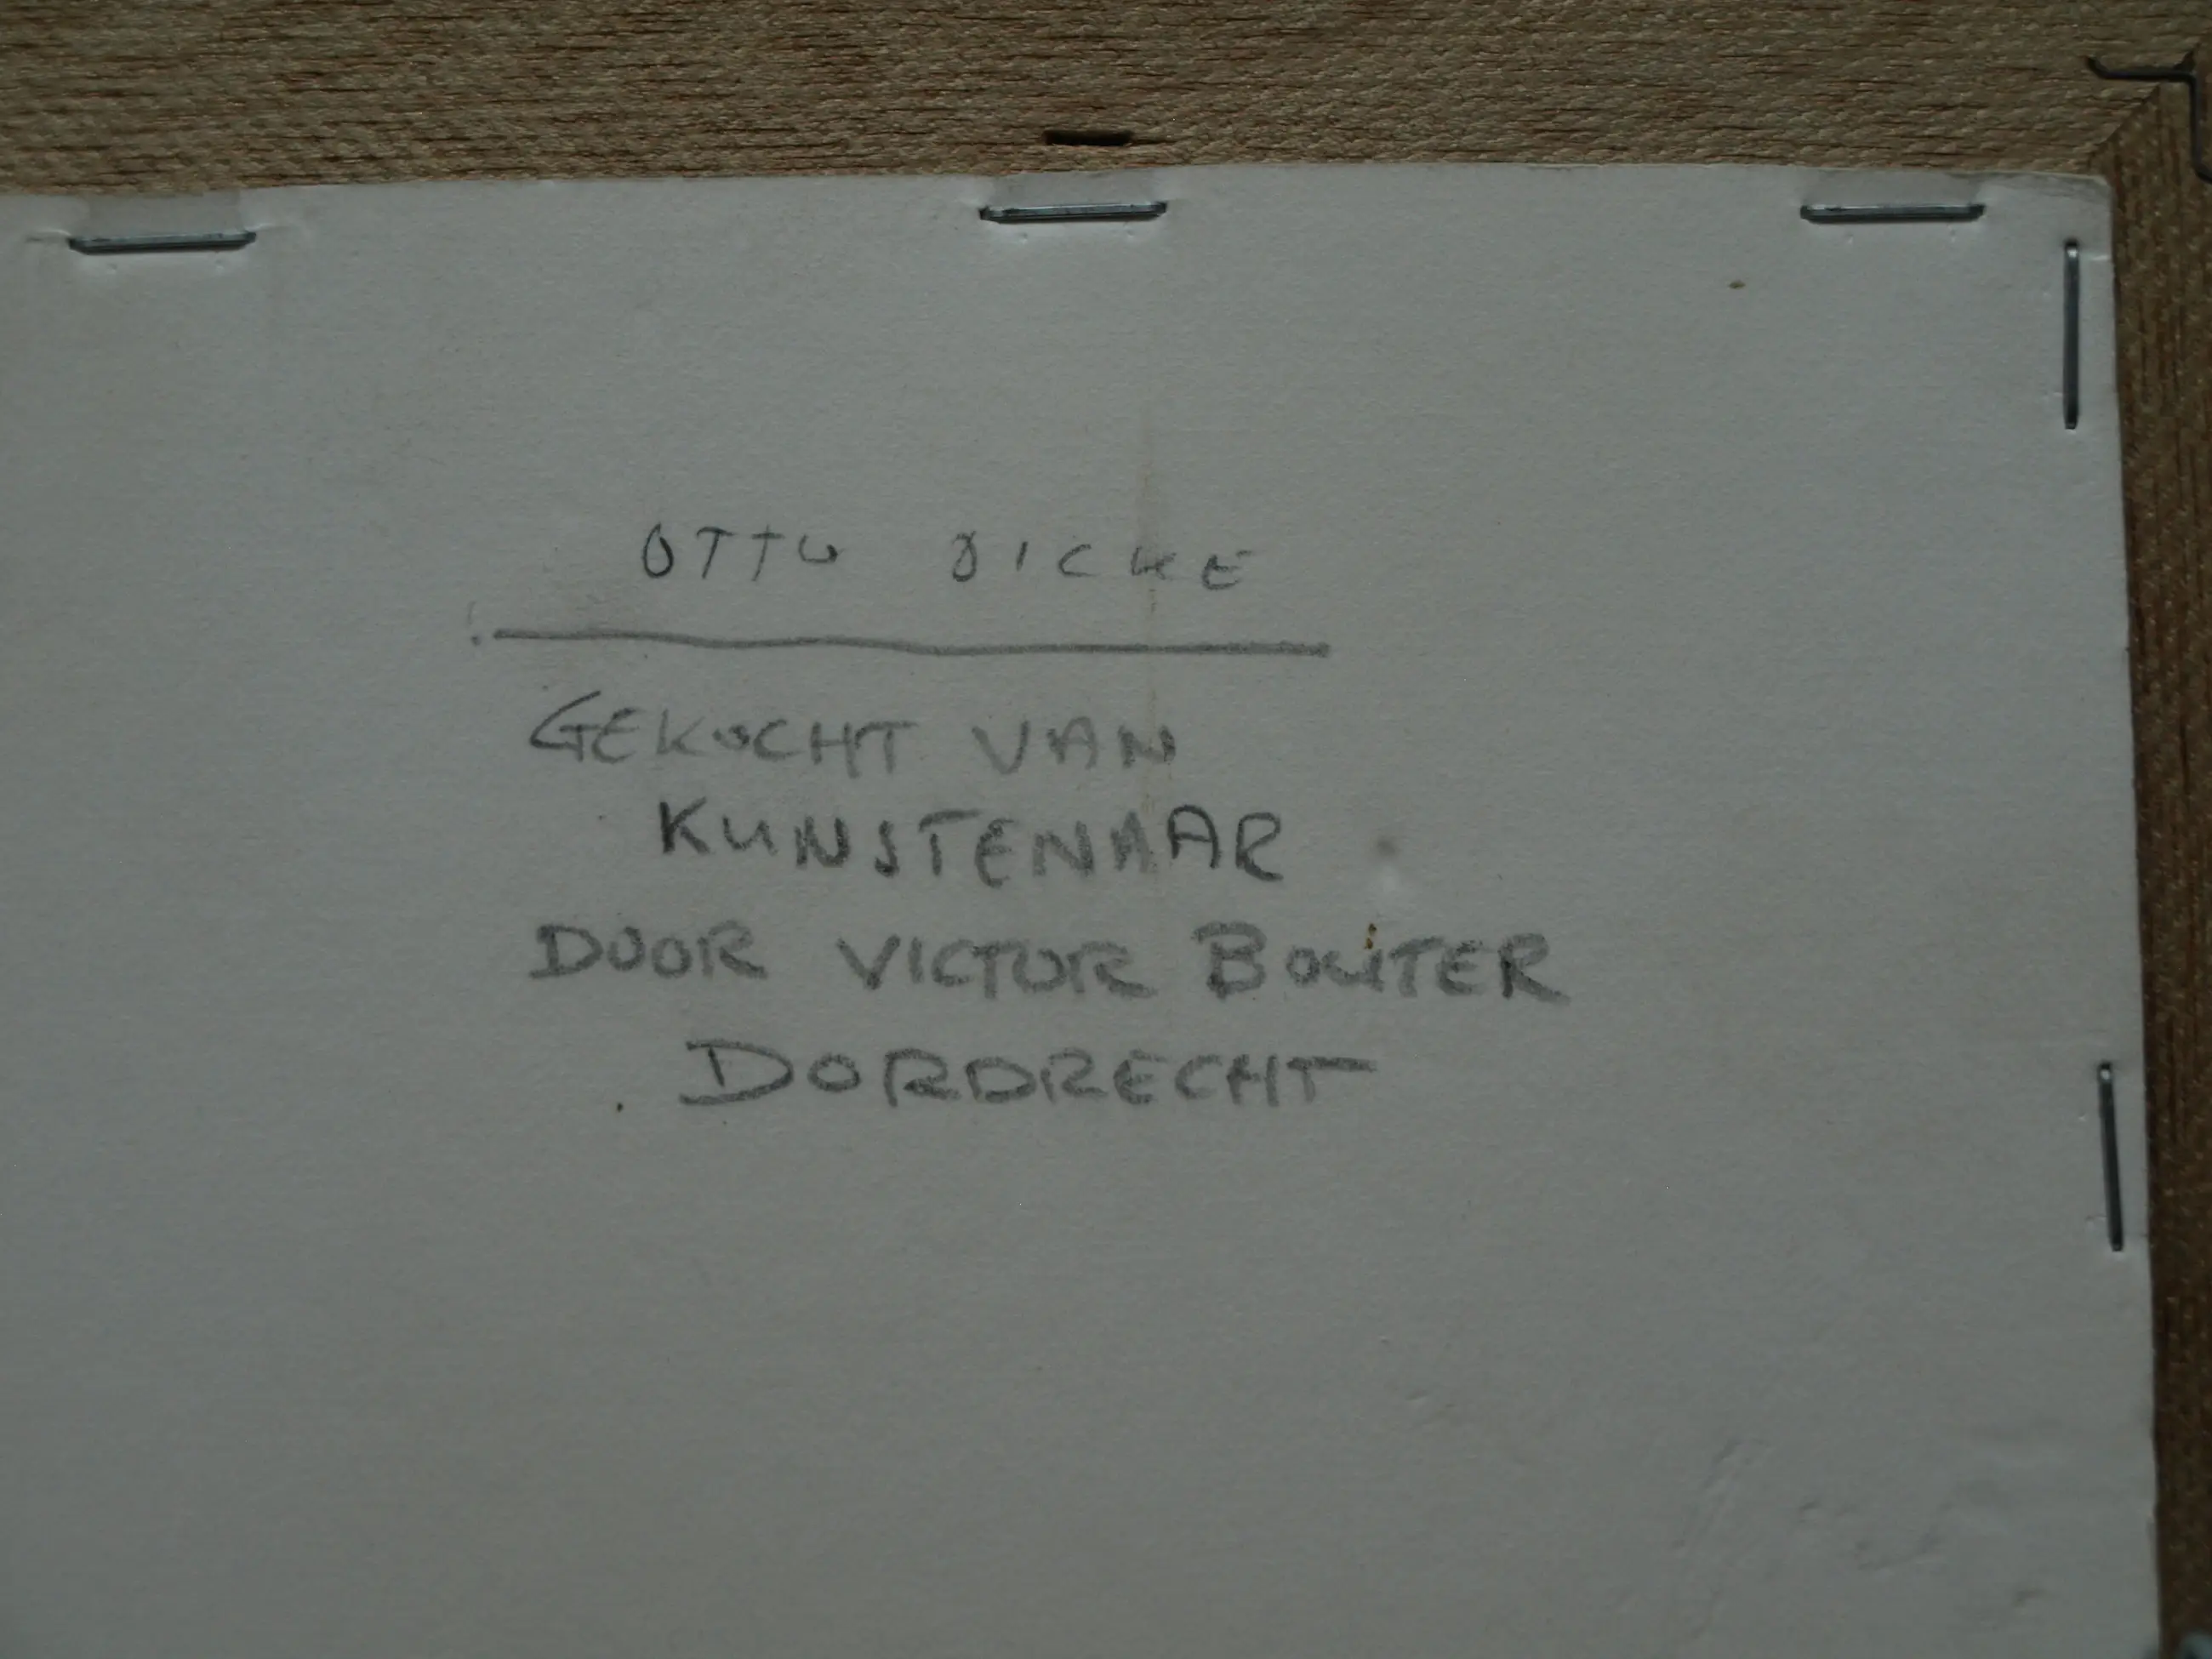 OTTO DICKE
GEKOCHT VAN
KUNSTENAAR
DOOR VICTOR BOUTER
DORDRECHT